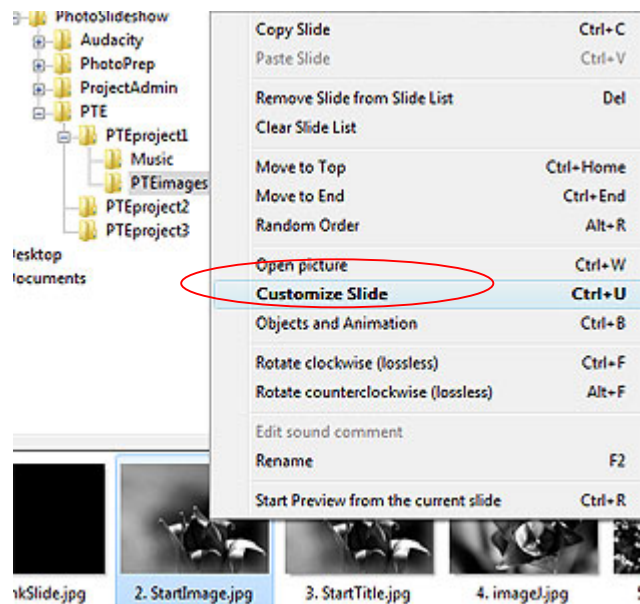 PhotoSlideshow
Audacity
PhotoPrep
ProjectAdmin
PTE
PTEproject1
Music
PTEimages
PTEproject2
PTEproject3
Copy Slide Ctrl+C
Paste Slide Ctrl+V
Remove Slide from Slide List Del
Clear Slide List
Move to Top Ctrl+Home
Move to End Ctrl+End
Random Order Alt+R
Open picture Ctrl+W
Customize Slide Ctrl+U
Objects and Animation Ctrl+B
Rotate clockwise (lossless) Ctrl+F
Rotate counterclockwise (lossless) Alt+F
Edit sound comment
Rename F2
Start Preview from the current slide Ctrl+R
nkSlide.jpg
2. StartImage.jpg
3. StartTitle.jpg
4. imageJ.jpg